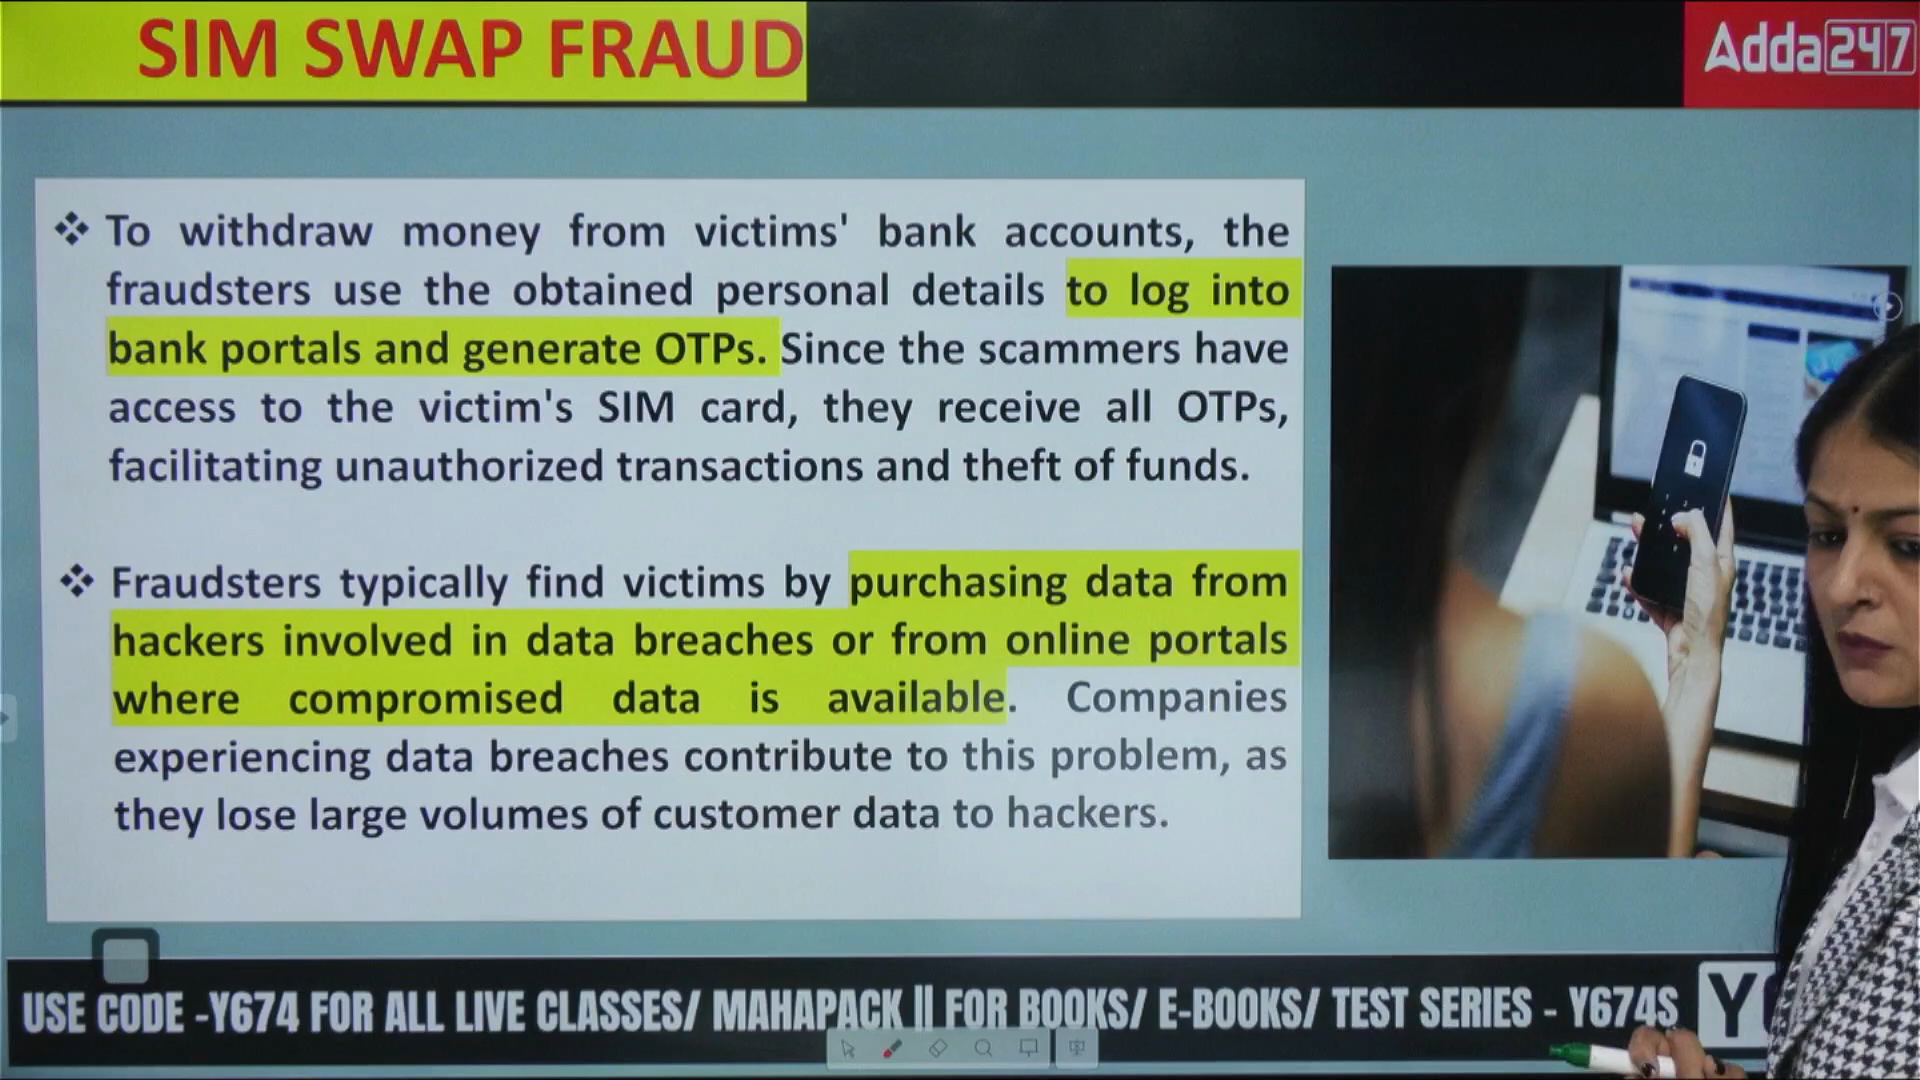 SIM SWAP FRAUD
Adda247
❖ To withdraw money from victims' bank accounts, the
fraudsters use the obtained personal details to log into
bank portals and generate OTPs. Since the scammers have
access to the victim's SIM card, they receive all OTPs,
facilitating unauthorized transactions and theft of funds.
❖ Fraudsters typically find victims by purchasing data from
hackers involved in data breaches or from online portals
where compromised data is available. Companies
experiencing data breaches contribute to this problem, as
they lose large volumes of customer data to hackers.
USE CODE -Y674 FOR ALL LIVE CLASSES/ MAHAPACK || FOR BOOKS/ E-BOOKS/ TEST SERIES - Y674S
Y